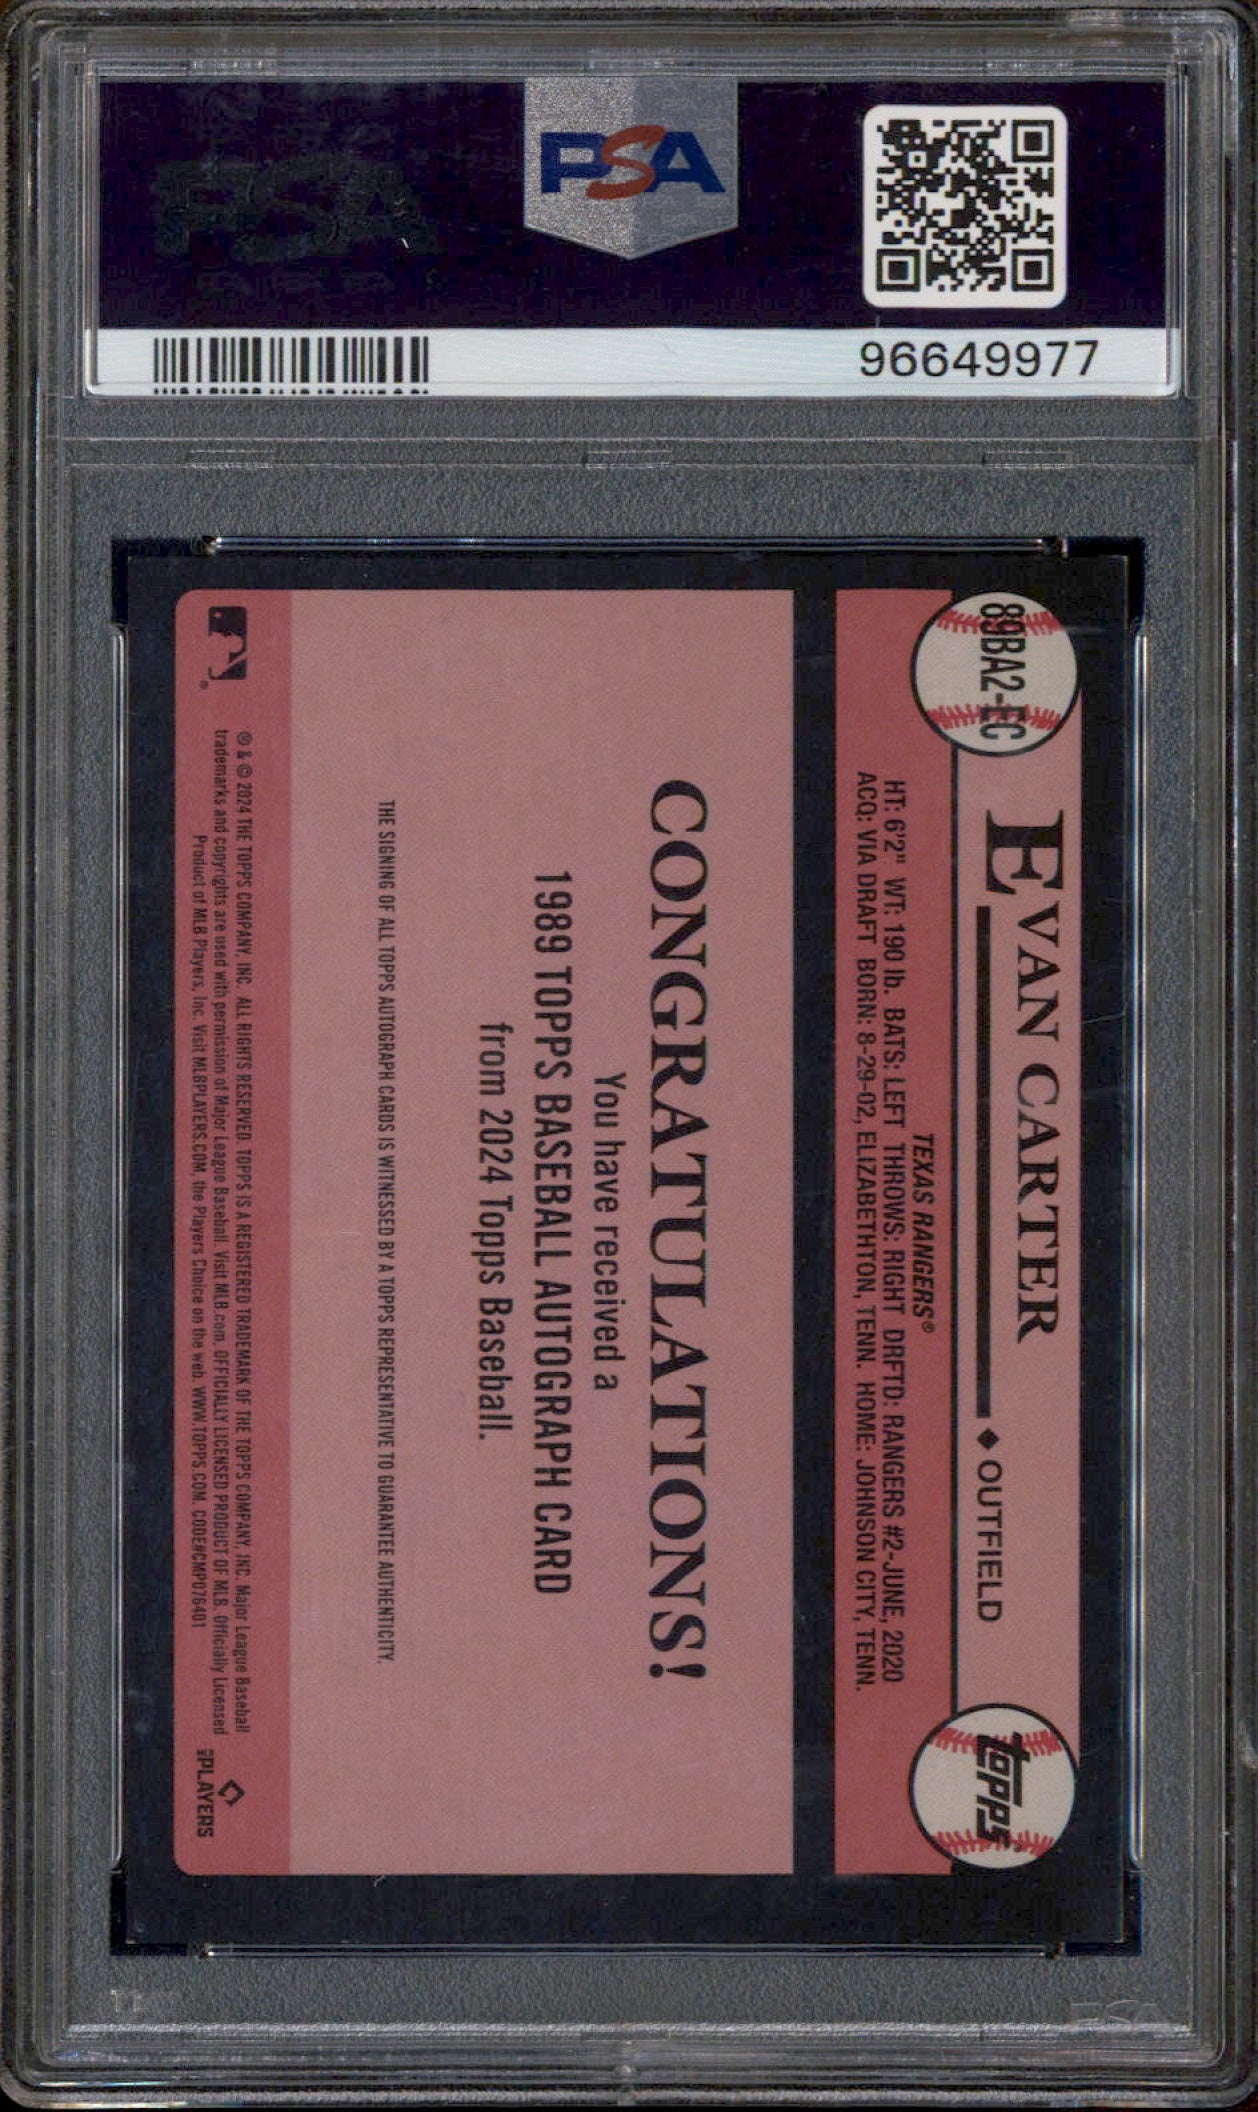 PSA
96649977
89BA2-EC
EVAN CARTER
◆ OUTFIELD
topps
TEXAS RANGERS®
HT: 6'2" WT: 190 lb. BATS: LEFT THROWS: RIGHT DRFTD: RANGERS #2-JUNE, 2020
ACQ: VIA DRAFT BORN: 8-29-02, ELIZABETHTON, TENN. HOME: JOHNSON CITY, TENN.
CONGRATULATIONS!
You have received a
1989 TOPPS BASEBALL AUTOGRAPH CARD
from 2024 Topps Baseball.
THE SIGNING OF ALL TOPPS AUTOGRAPH CARDS IS WITNESSED BY A TOPPS REPRESENTATIVE TO GUARANTEE AUTHENTICITY.
® & © 2024 THE TOPPS COMPANY, INC. ALL RIGHTS RESERVED. TOPPS IS A REGISTERED TRADEMARK OF THE TOPPS COMPANY, INC. Major League Baseball
trademarks and copyrights are used with permission of Major League Baseball. Visit MLB.com. OFFICIALLY LICENSED PRODUCT OF MLB. Officially Licensed
Product of MLB Players, Inc. Visit MLBPLAYERS.COM, the Players Choice on the web. WWW.TOPPS.COM. CODE#CMP076401
PLAYERS
PSA